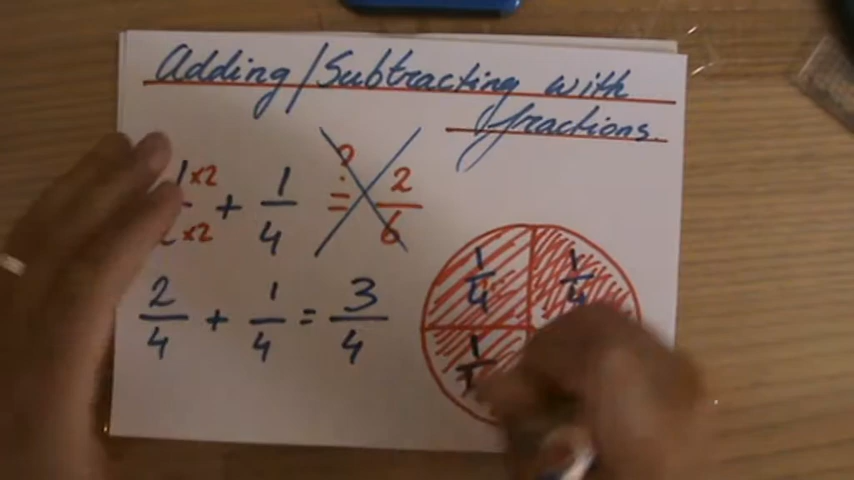 Adding/Subtracting with
fractions.
1×2/2×2 + 1/4 ?= 2/6
2/4 + 1/4 = 3/4
1/4 1/4
1/4